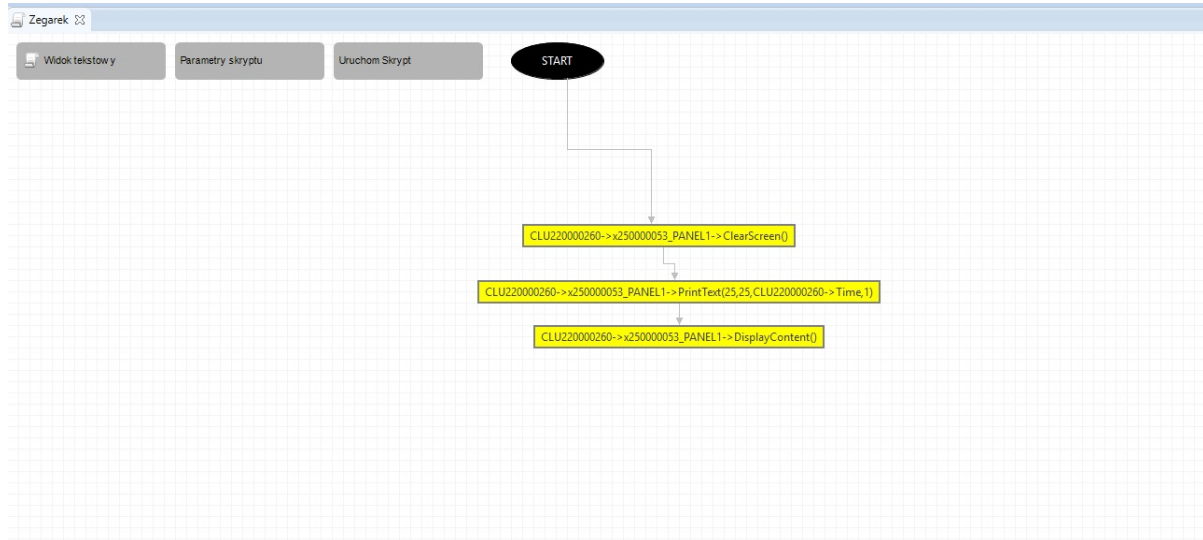 Zegarek
Widok tekstowy
Parametry skryptu
Uruchom Skrypt
START
CLU220000260->x250000053_PANEL1->ClearScreen()
CLU220000260->x250000053_PANEL1->PrintText(25,25,CLU220000260->Time,1)
CLU220000260->x250000053_PANEL1->DisplayContent()